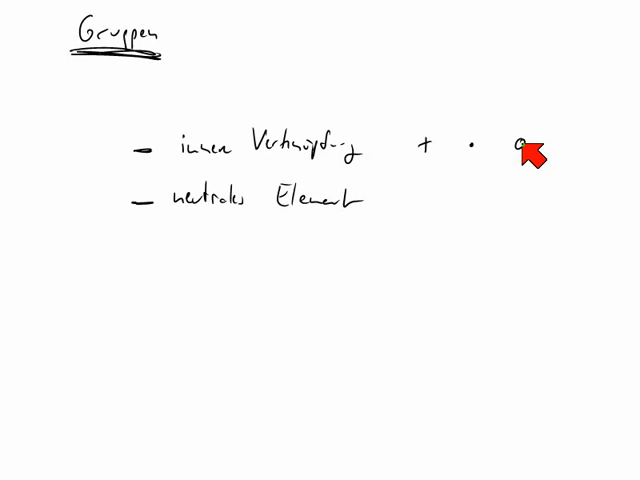 Gruppen
- innere Verknüpfung + · ∘
- neutrales Element